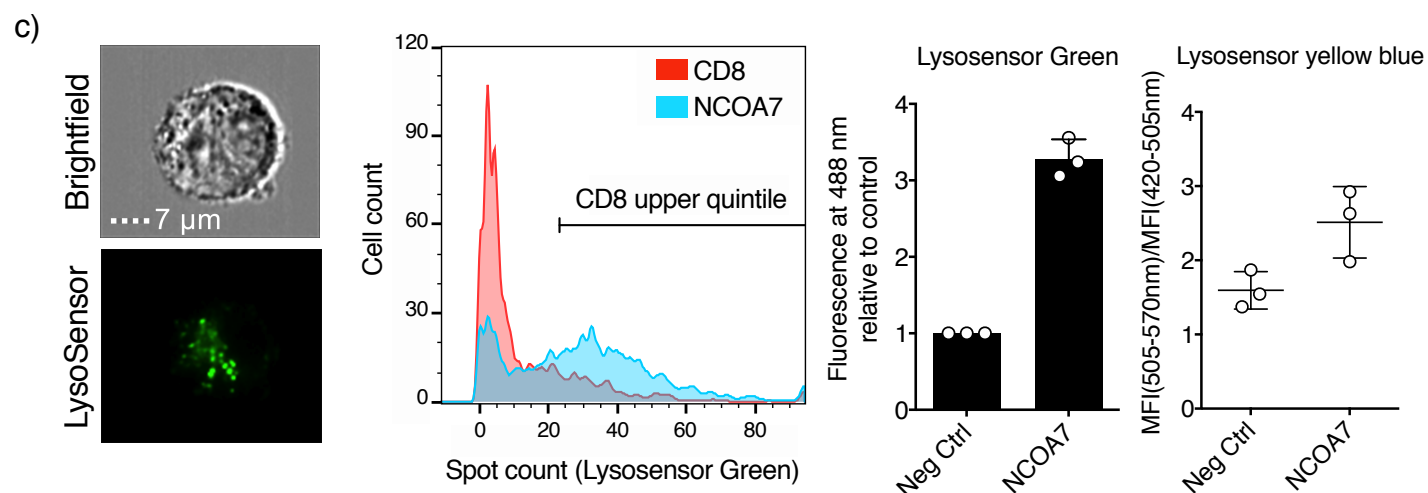 c)
Brightfield
7 μm
LysoSensor
120
90
60
30
0
Cell count
CD8
NCOA7
CD8 upper quintile
0 20 40 60 80
Spot count (Lysosensor Green)
Lysosensor Green
Fluorescence at 488 nm
relative to control
4
3
2
1
0
Neg Ctrl
NCOA7
Lysosensor yellow blue
MFI(505-570nm)/MFI(420-505nm)
4
3
2
1
0
Neg Ctrl
NCOA7